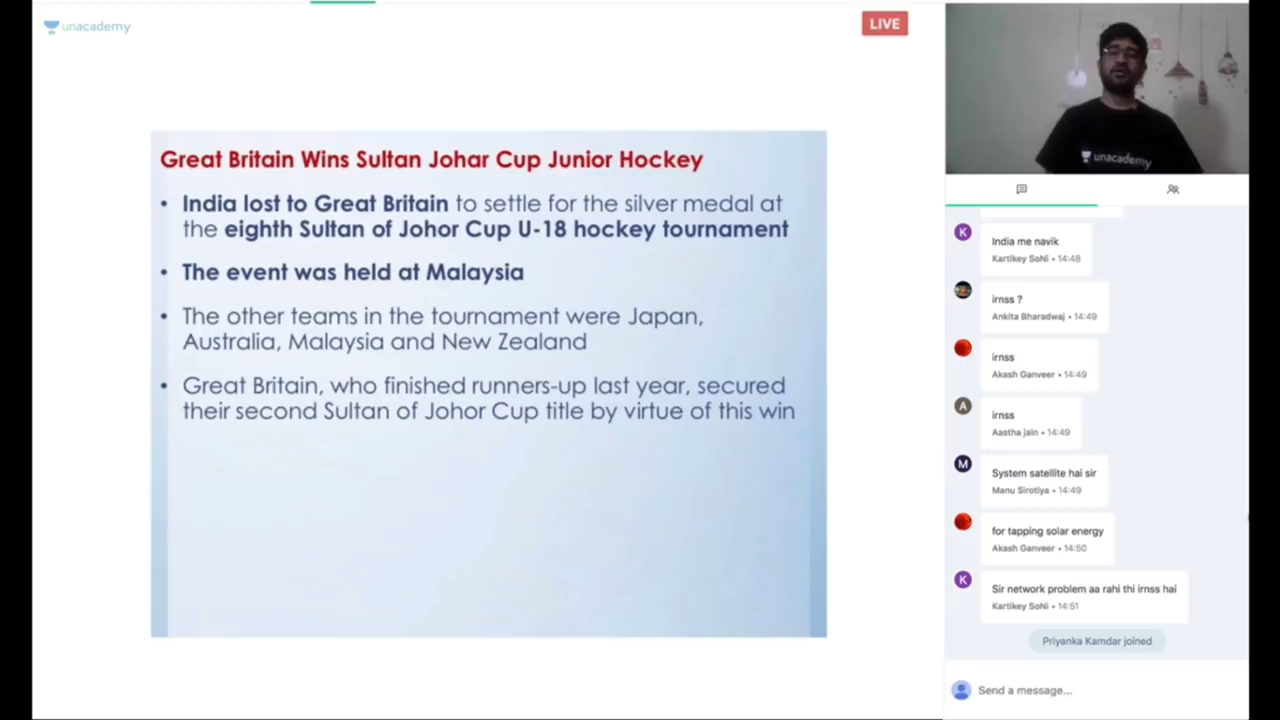 unacademy
LIVE
Great Britain Wins Sultan Johar Cup Junior Hockey
• India lost to Great Britain to settle for the silver medal at
the eighth Sultan of Johor Cup U-18 hockey tournament
• The event was held at Malaysia
• The other teams in the tournament were Japan,
Australia, Malaysia and New Zealand
• Great Britain, who finished runners-up last year, secured
their second Sultan of Johor Cup title by virtue of this win
unacademy
K
India me navik
Kartikey SoNi • 14:48
irnss ?
Ankita Bharadwaj • 14:49
irnss
Akash Ganveer • 14:49
A
irnss
Aastha jain • 14:49
M
System satellite hai sir
Manu Sirotiya • 14:49
for tapping solar energy
Akash Ganveer • 14:50
K
Sir network problem aa rahi thi irnss hai
Kartikey SoNi • 14:51
Priyanka Kamdar joined
Send a message...